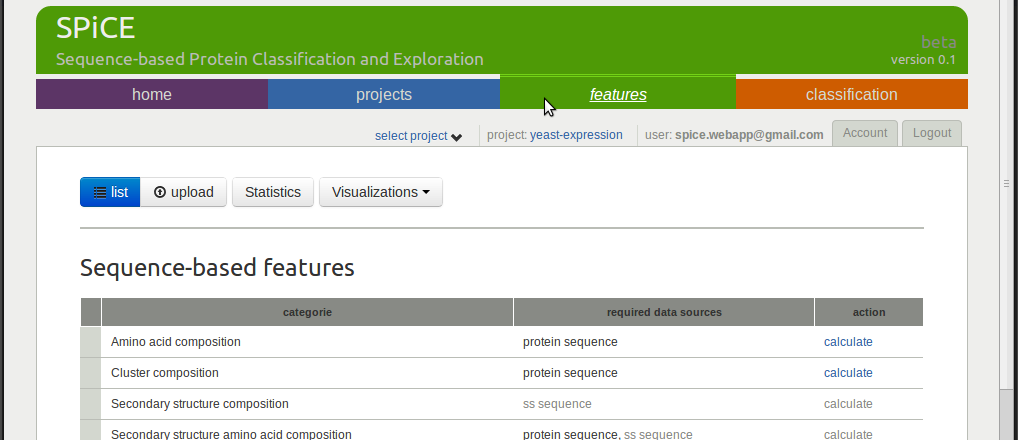 SPiCE
Sequence-based Protein Classification and Exploration
beta
version 0.1
home projects features classification
select project project: yeast-expression user: spice.webapp@gmail.com Account Logout
list upload Statistics Visualizations
Sequence-based features
categorie required data sources action
Amino acid composition protein sequence calculate
Cluster composition protein sequence calculate
Secondary structure composition ss sequence calculate
Secondary structure amino acid composition protein sequence, ss sequence calculate